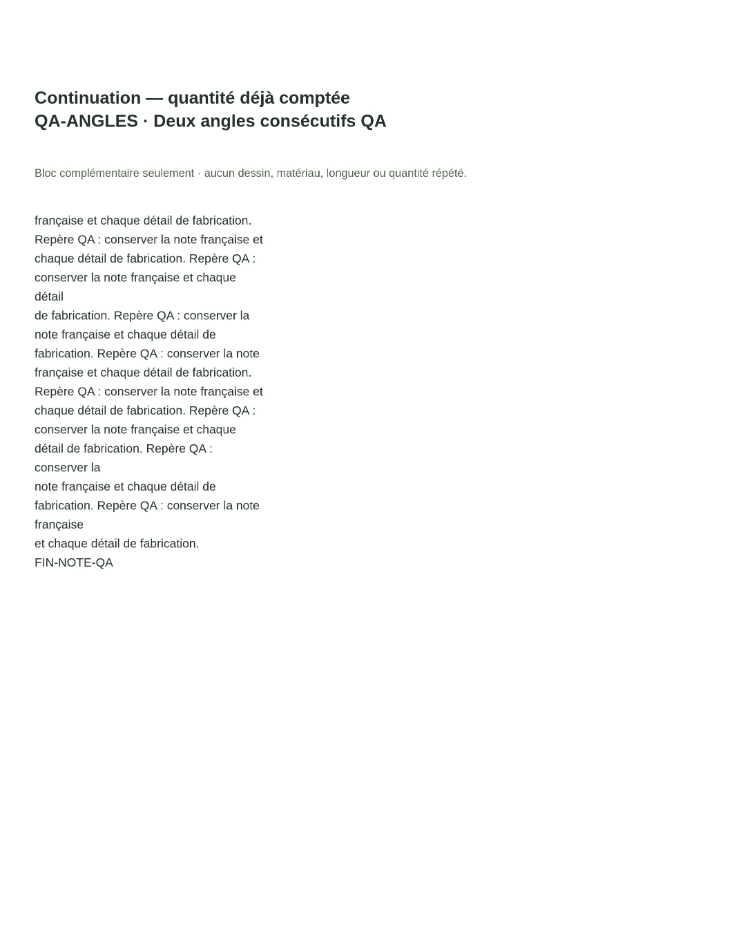 Continuation — quantité déjà comptée
QA-ANGLES · Deux angles consécutifs QA
Bloc complémentaire seulement · aucun dessin, matériau, longueur ou quantité répété.
française et chaque détail de fabrication.
Repère QA : conserver la note française et
chaque détail de fabrication. Repère QA :
conserver la note française et chaque
détail
de fabrication. Repère QA : conserver la
note française et chaque détail de
fabrication. Repère QA : conserver la note
française et chaque détail de fabrication.
Repère QA : conserver la note française et
chaque détail de fabrication. Repère QA :
conserver la note française et chaque
détail de fabrication. Repère QA :
conserver la
note française et chaque détail de
fabrication. Repère QA : conserver la note
française
et chaque détail de fabrication.
FIN-NOTE-QA